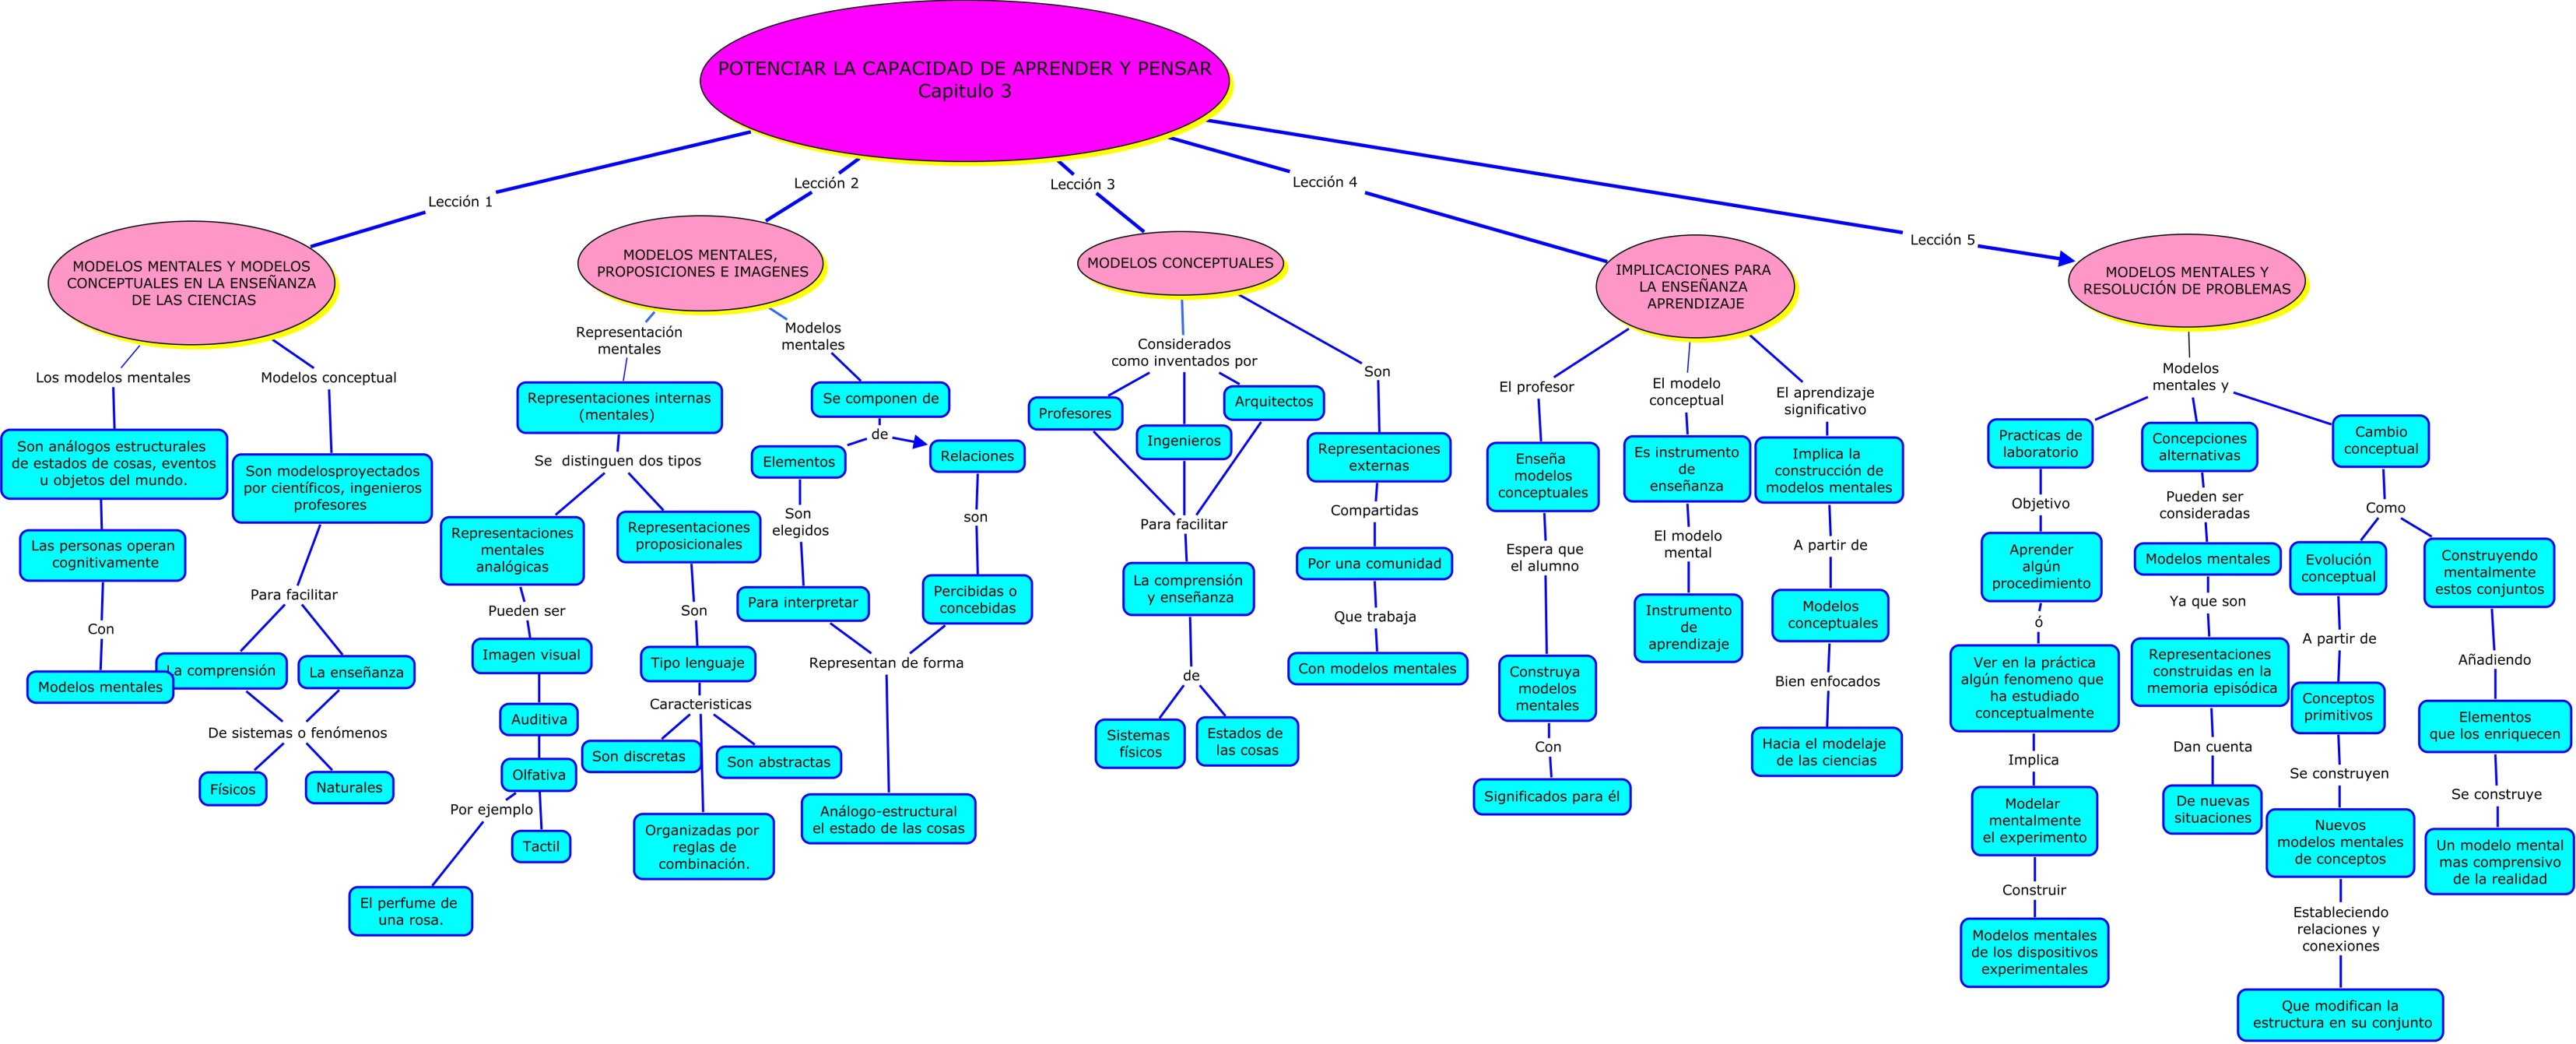 POTENCIAR LA CAPACIDAD DE APRENDER Y PENSAR
Capitulo 3
Lección 1
Lección 2
Lección 3
Lección 4
Lección 5
MODELOS MENTALES Y MODELOS
CONCEPTUALES EN LA ENSEÑANZA
DE LAS CIENCIAS
Los modelos mentales
Son análogos estructurales
de estados de cosas, eventos
u objetos del mundo.
Las personas operan
cognitivamente
Con
Modelos mentales
Modelos conceptual
Son modelosproyectados
por científicos, ingenieros
profesores
Para facilitar
La comprensión
La enseñanza
De sistemas o fenómenos
Físicos
Naturales
MODELOS MENTALES,
PROPOSICIONES E IMAGENES
Representación
mentales
Representaciones internas
(mentales)
Se  distinguen dos tipos
Representaciones
mentales
analógicas
Pueden ser
Imagen visual
Auditiva
Olfativa
Por ejemplo
El perfume de
una rosa.
Tactil
Representaciones
proposicionales
Son
Tipo lenguaje
Caracteristicas
Son discretas
Organizadas por
reglas de
combinación.
Son abstractas
Modelos
mentales
Se componen de
de
Elementos
Son
elegidos
Para interpretar
Relaciones
son
Percibidas o
concebidas
Representan de forma
Análogo-estructural
el estado de las cosas
MODELOS CONCEPTUALES
Considerados
como inventados por
Profesores
Ingenieros
Arquitectos
Para facilitar
La comprensión
y enseñanza
de
Sistemas
físicos
Estados de
las cosas
Son
Representaciones
externas
Compartidas
Por una comunidad
Que trabaja
Con modelos mentales
IMPLICACIONES PARA
LA ENSEÑANZA
APRENDIZAJE
El profesor
Enseña
modelos
conceptuales
Espera que
el alumno
Construya
modelos
mentales
Con
Significados para él
El modelo
conceptual
Es instrumento
de
enseñanza
El modelo
mental
Instrumento
de
aprendizaje
El aprendizaje
significativo
Implica la
construcción de
modelos mentales
A partir de
Modelos
conceptuales
Bien enfocados
Hacia el modelaje
de las ciencias
MODELOS MENTALES Y
RESOLUCIÓN DE PROBLEMAS
Modelos
mentales y
Practicas de
laboratorio
Objetivo
Aprender
algún
procedimiento
ó
Ver en la práctica
algún fenomeno que
ha estudiado
conceptualmente
Implica
Modelar
mentalmente
el experimento
Construir
Modelos mentales
de los dispositivos
experimentales
Concepciones
alternativas
Pueden ser
consideradas
Modelos mentales
Ya que son
Representaciones
construidas en la
memoria episódica
Dan cuenta
De nuevas
situaciones
Cambio
conceptual
Como
Evolución
conceptual
A partir de
Conceptos
primitivos
Se construyen
Nuevos
modelos mentales
de conceptos
Estableciendo
relaciones y
conexiones
Que modifican la
estructura en su conjunto
Construyendo
mentalmente
estos conjuntos
Añadiendo
Elementos
que los enriquecen
Se construye
Un modelo mental
mas comprensivo
de la realidad